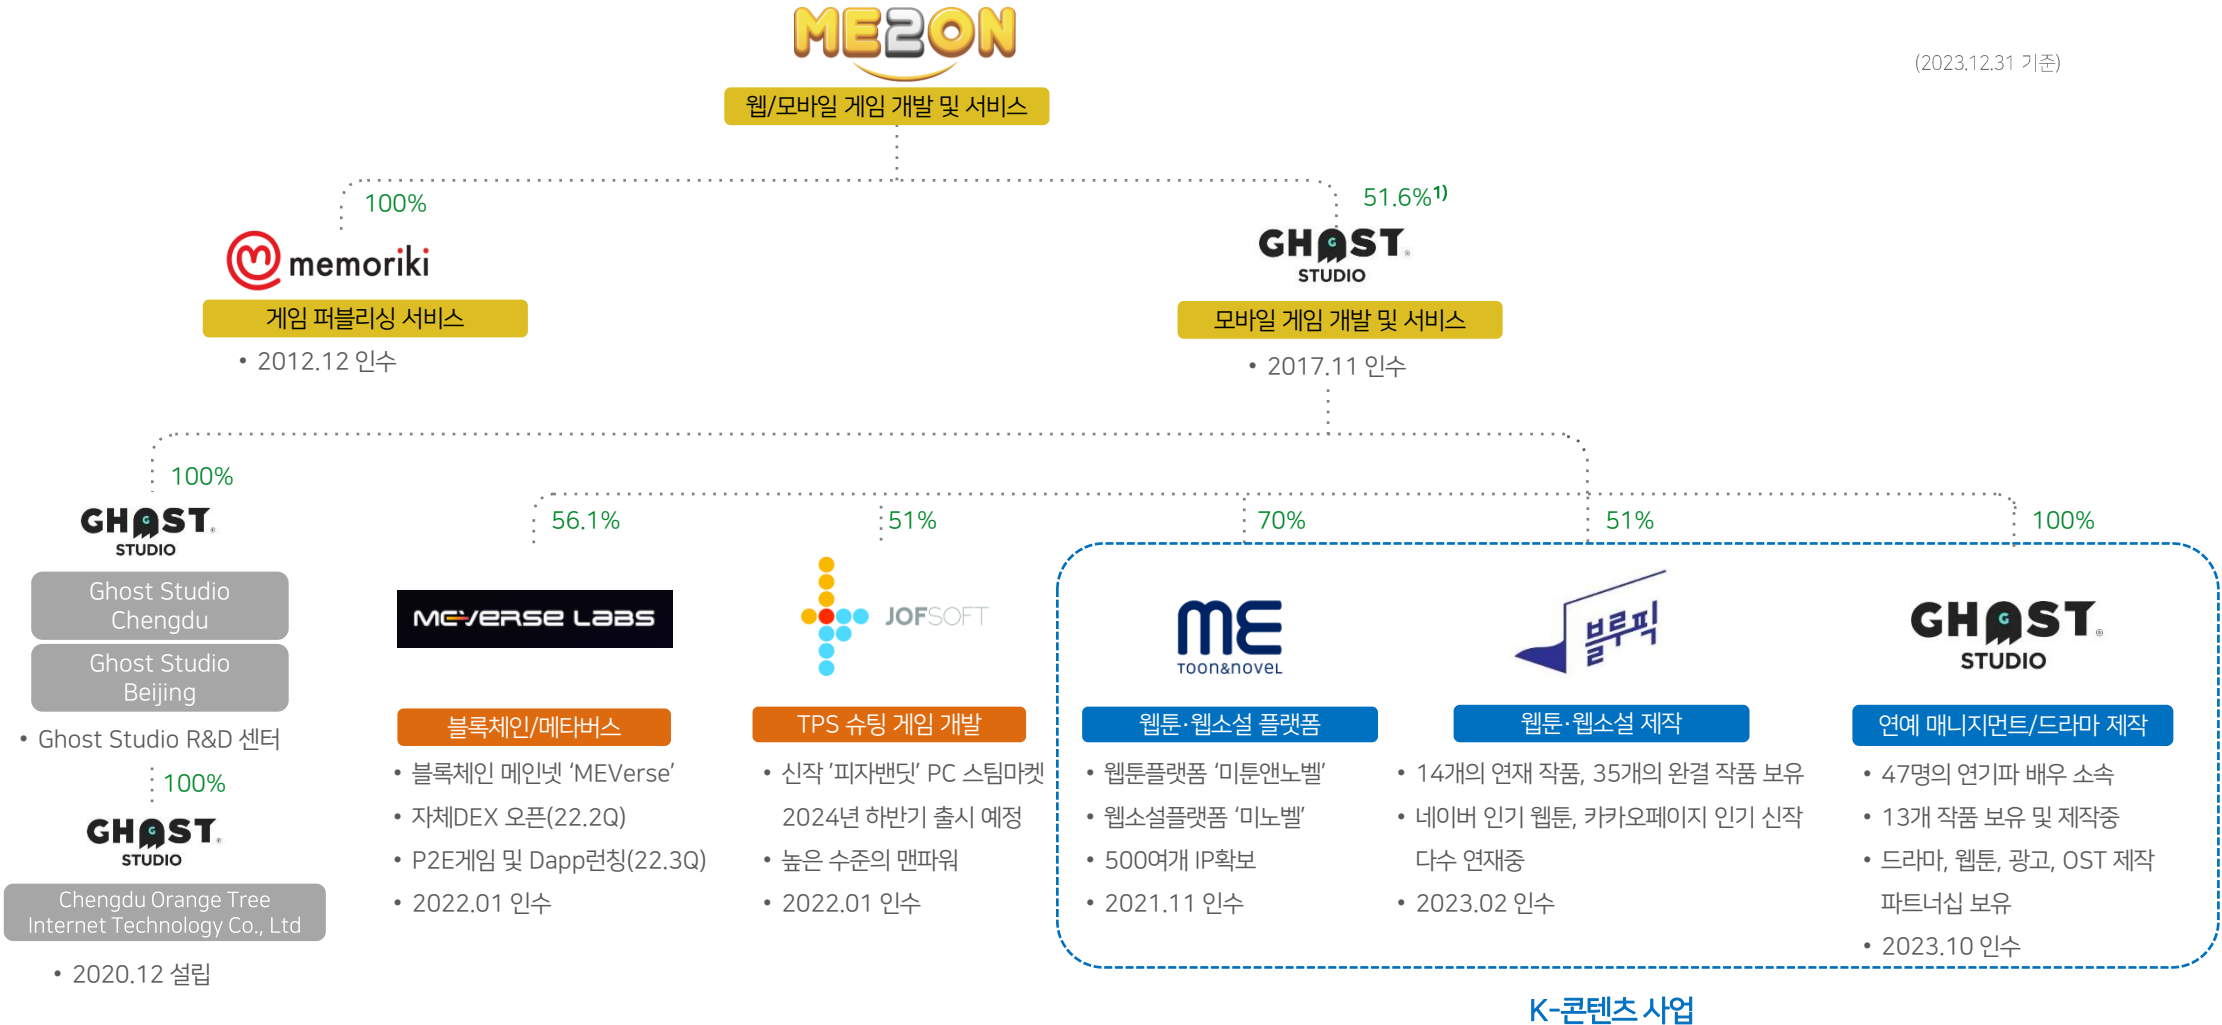 ME2ON
(2023.12.31 기준)
웹/모바일 게임 개발 및 서비스
100%
51.6%¹⁾
memoriki
GHOST
STUDIO
게임 퍼블리싱 서비스
모바일 게임 개발 및 서비스
• 2012.12 인수
• 2017.11 인수
100%
GHOST
STUDIO
Ghost Studio
Chengdu
Ghost Studio
Beijing
• Ghost Studio R&D 센터
100%
GHOST
STUDIO
Chengdu Orange Tree
Internet Technology Co., Ltd
• 2020.12 설립
56.1%
MEVERSE LABS
블록체인/메타버스
• 블록체인 메인넷 ‘MEVerse’
• 자체DEX 오픈(22.2Q)
• P2E게임 및 Dapp런칭(22.3Q)
• 2022.01 인수
51%
JOFSOFT
TPS 슈팅 게임 개발
• 신작 ’피자밴딧’ PC 스팀마켓
2024년 하반기 출시 예정
• 높은 수준의 맨파워
• 2022.01 인수
70%
ME
TOON&NOVEL
웹툰·웹소설 플랫폼
• 웹툰플랫폼 ‘미툰앤노벨’
• 웹소설플랫폼 ‘미노벨’
• 500여개 IP확보
• 2021.11 인수
51%
블루픽
웹툰·웹소설 제작
• 14개의 연재 작품, 35개의 완결 작품 보유
• 네이버 인기 웹툰, 카카오페이지 인기 신작
다수 연재중
• 2023.02 인수
100%
GHOST
STUDIO
연예 매니지먼트/드라마 제작
• 47명의 연기파 배우 소속
• 13개 작품 보유 및 제작중
• 드라마, 웹툰, 광고, OST 제작
파트너십 보유
• 2023.10 인수
K-콘텐츠 사업